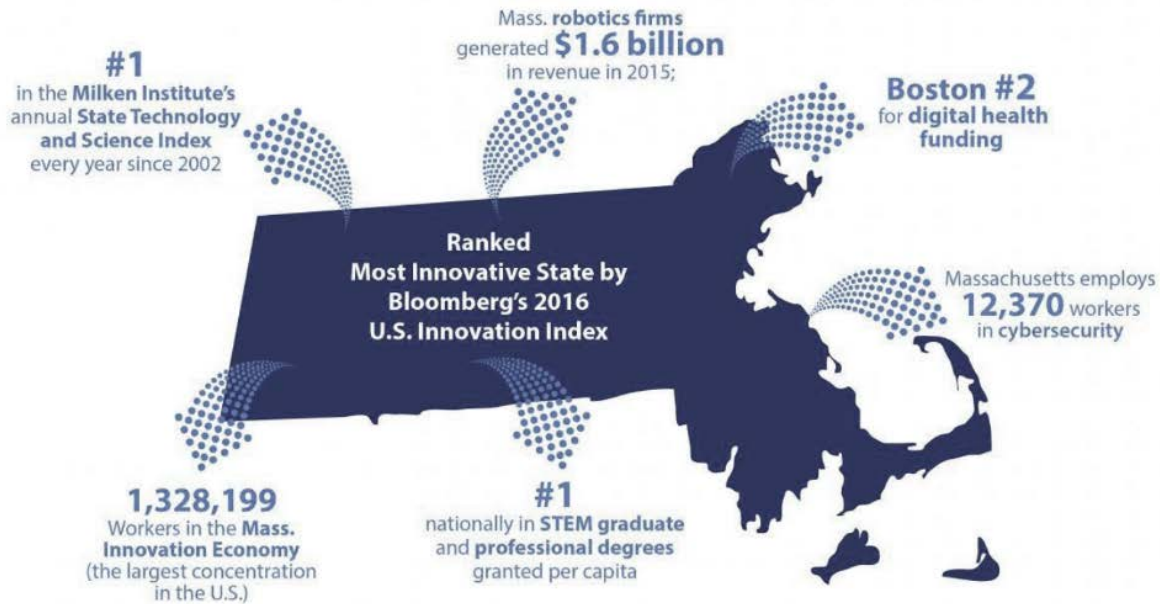 Mass. robotics firms
generated $1.6 billion
in revenue in 2015;
#1
in the Milken Institute's
annual State Technology
and Science Index
every year since 2002
Boston #2
for digital health
funding
Ranked
Most Innovative State by
Bloomberg's 2016
U.S. Innovation Index
Massachusetts employs
12,370 workers
in cybersecurity
1,328,199
Workers in the Mass.
Innovation Economy
(the largest concentration
in the U.S.)
#1
nationally in STEM graduate
and professional degrees
granted per capita